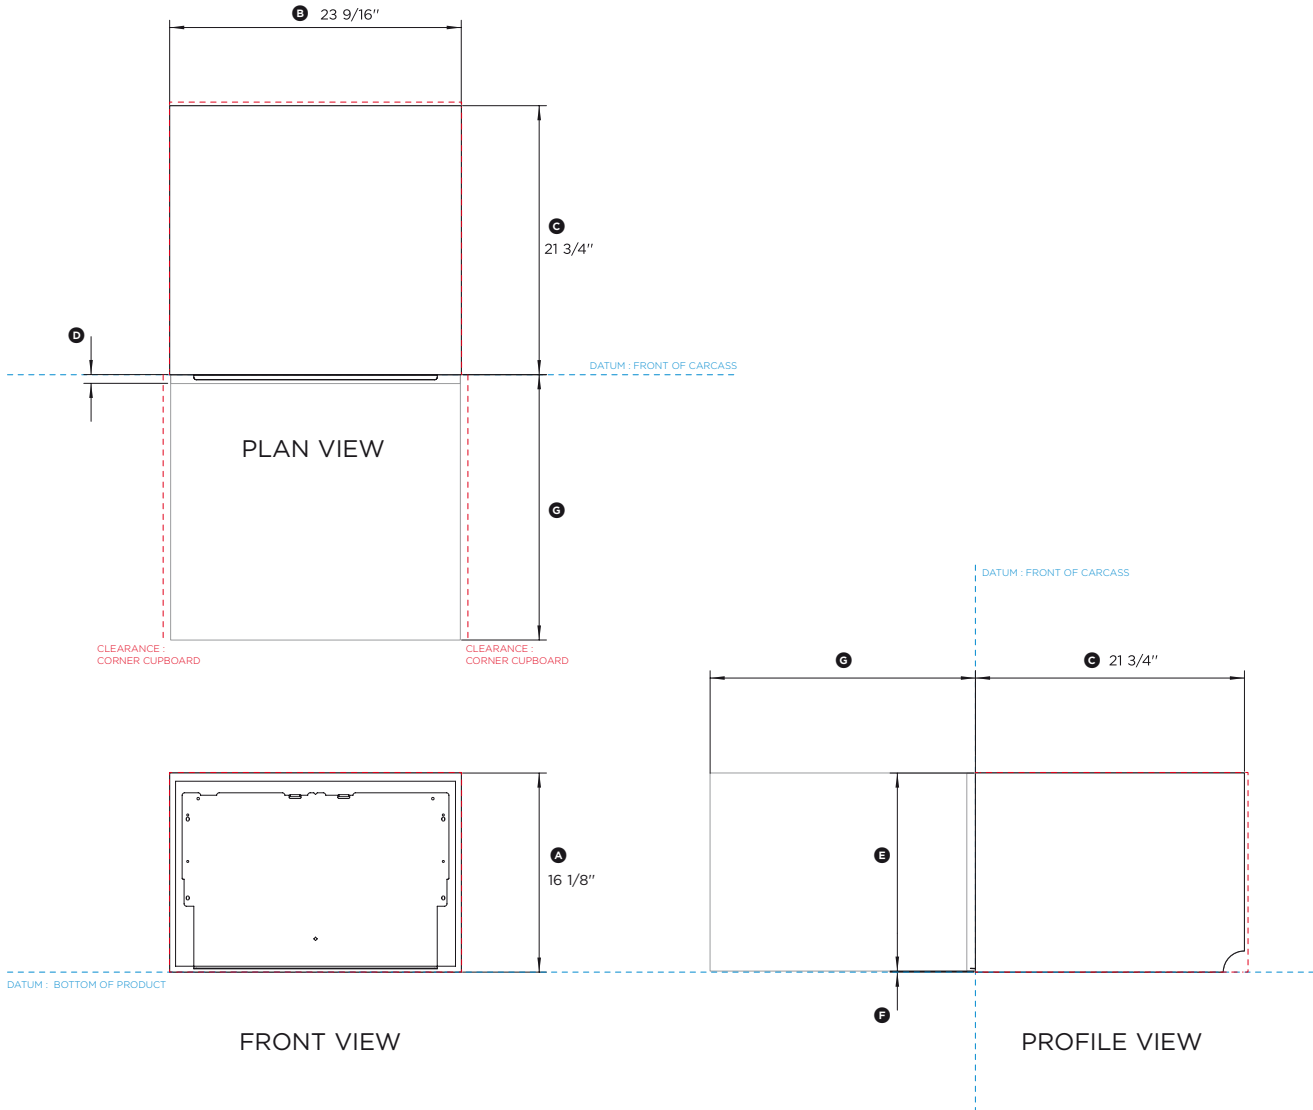 B 23 9/16"
C
21 3/4"
D
DATUM : FRONT OF CARCASS
PLAN VIEW
G
DATUM : FRONT OF CARCASS
CLEARANCE :
CORNER CUPBOARD
CLEARANCE :
CORNER CUPBOARD
G
C 21 3/4"
A
16 1/8"
E
DATUM : BOTTOM OF PRODUCT
F
FRONT VIEW
PROFILE VIEW